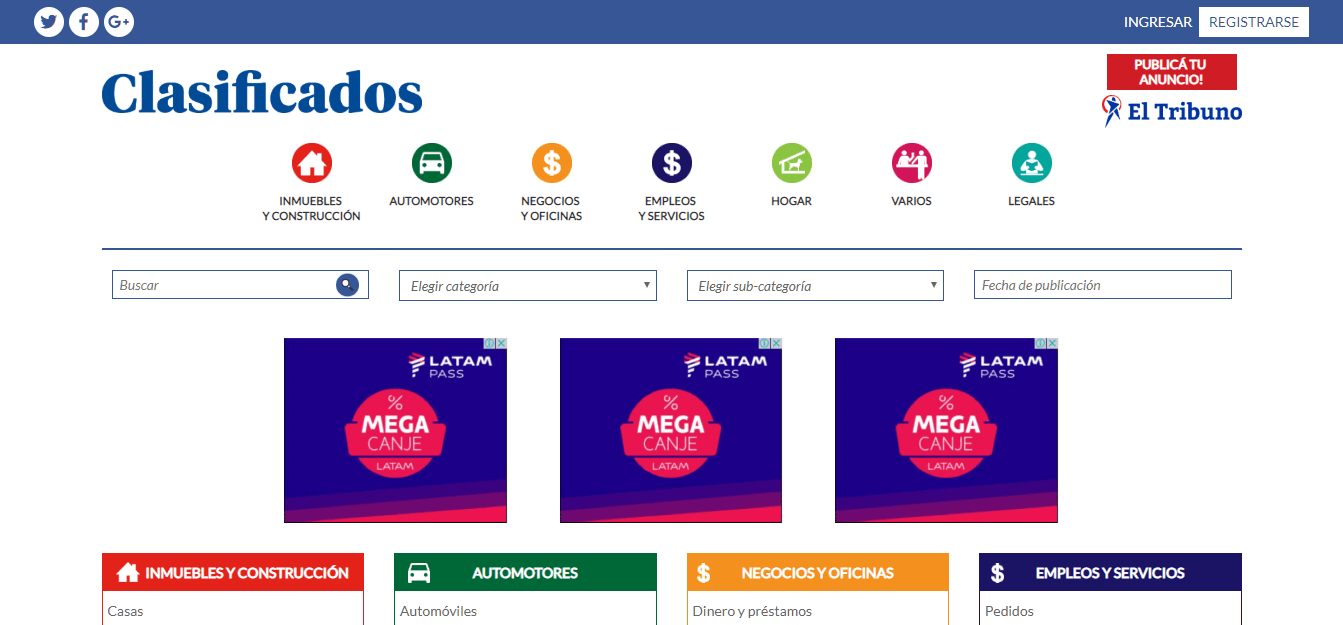 G+
INGRESAR
REGISTRARSE
Clasificados
PUBLICÁ TU
ANUNCIO!
El Tribuno
INMUEBLES
Y CONSTRUCCIÓN
AUTOMOTORES
NEGOCIOS
Y OFICINAS
EMPLEOS
Y SERVICIOS
HOGAR
VARIOS
LEGALES
Buscar
Elegir categoría
Elegir sub-categoría
Fecha de publicación
LATAM
PASS
%
MEGA
CANJE
LATAM
LATAM
PASS
%
MEGA
CANJE
LATAM
LATAM
PASS
%
MEGA
CANJE
LATAM
INMUEBLES Y CONSTRUCCIÓN
AUTOMOTORES
$ NEGOCIOS Y OFICINAS
$ EMPLEOS Y SERVICIOS
Casas
Automóviles
Dinero y préstamos
Pedidos